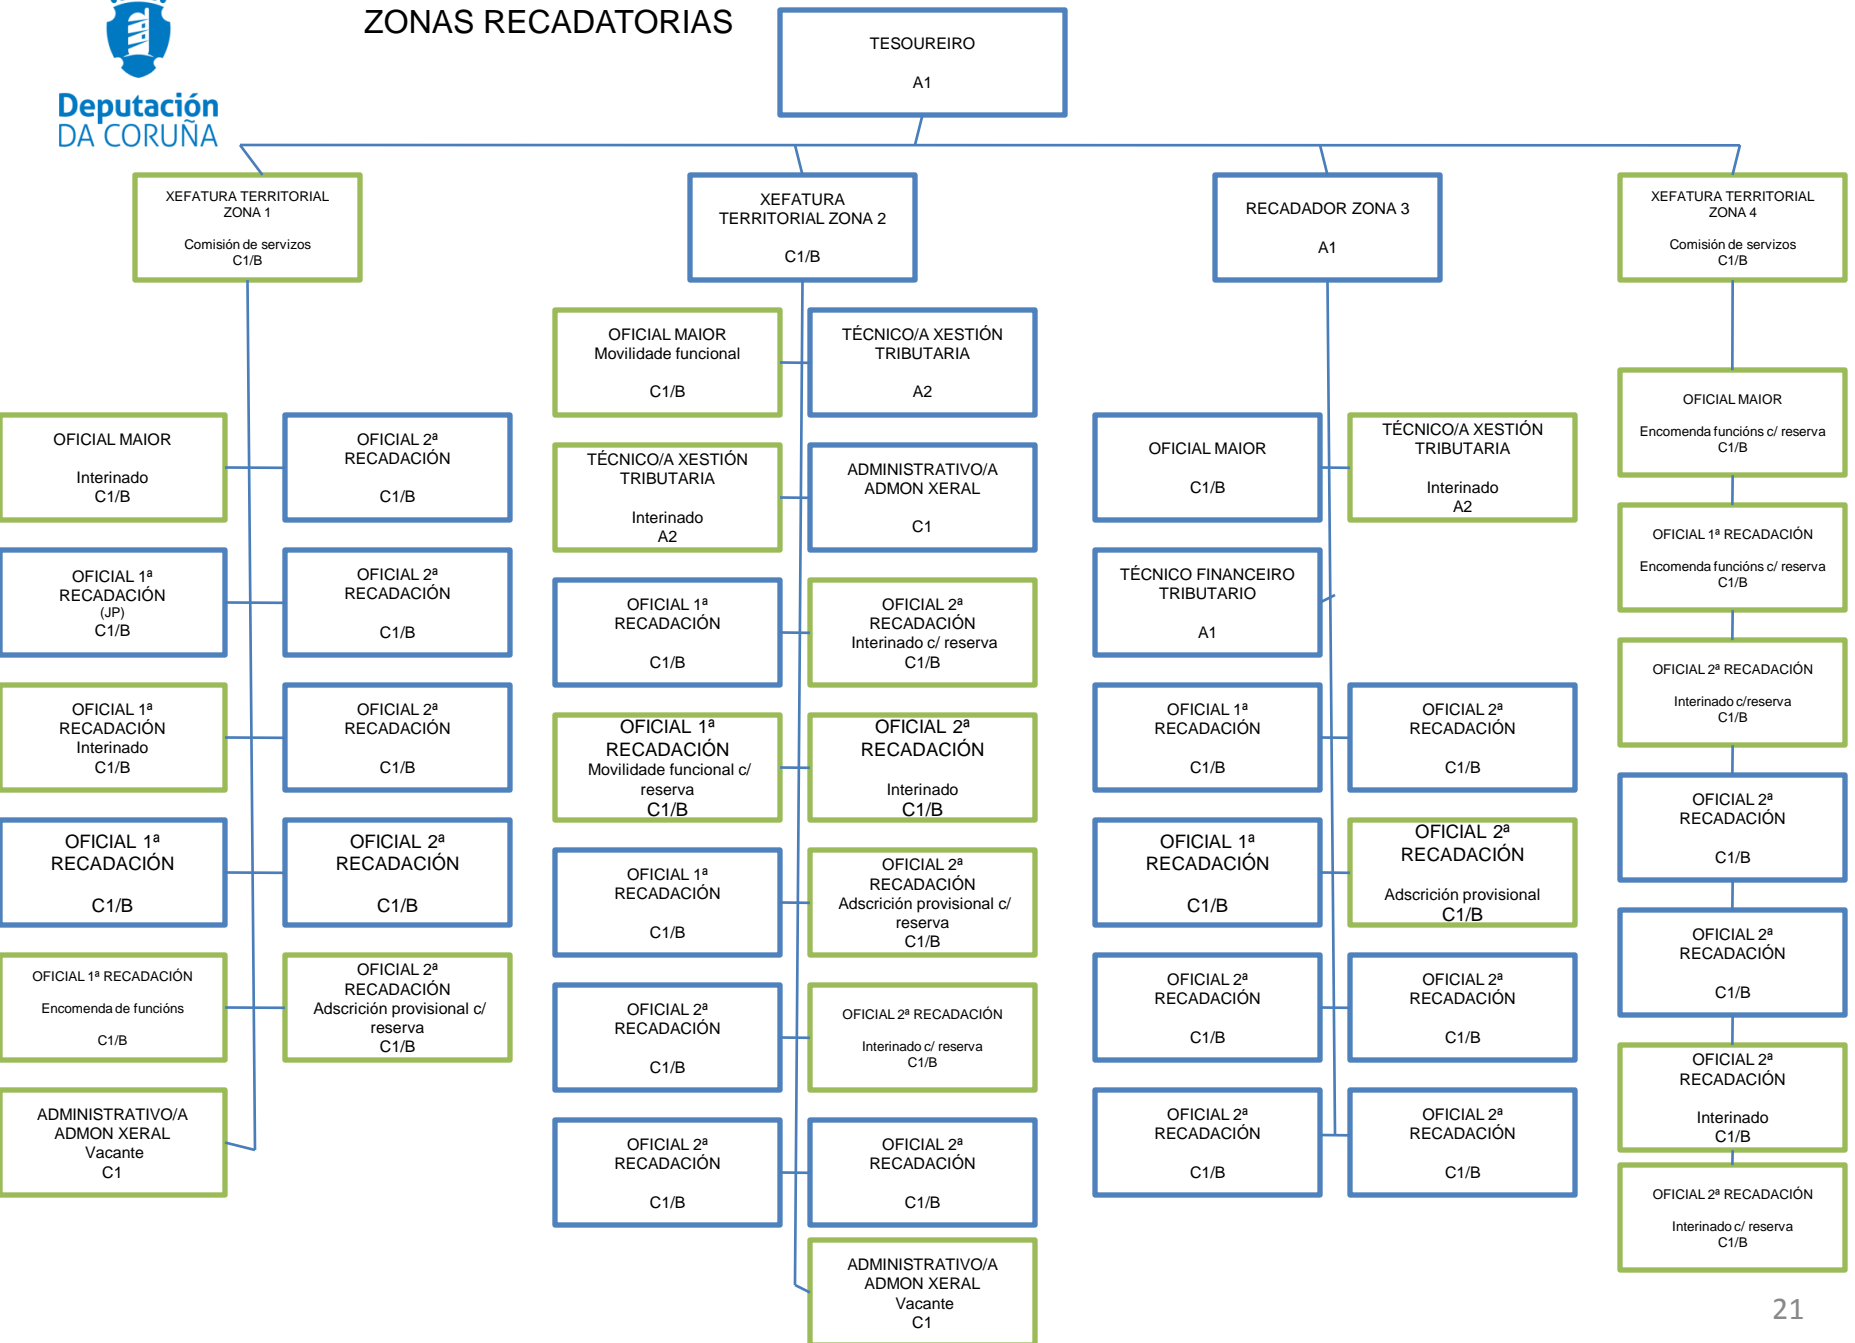 ZONAS RECADATORIAS
Deputación
DA CORUÑA
TESOUREIRO
A1
XEFATURA TERRITORIAL
ZONA 1
Comisión de servizos
C1/B
XEFATURA
TERRITORIAL ZONA 2
C1/B
RECADADOR ZONA 3
A1
XEFATURA TERRITORIAL
ZONA 4
Comisión de servizos
C1/B
OFICIAL MAIOR
Interinado
C1/B
OFICIAL 2ª
RECADACIÓN
C1/B
OFICIAL 1ª
RECADACIÓN
(JP)
C1/B
OFICIAL 2ª
RECADACIÓN
C1/B
OFICIAL 1ª
RECADACIÓN
Interinado
C1/B
OFICIAL 2ª
RECADACIÓN
C1/B
OFICIAL 1ª
RECADACIÓN
C1/B
OFICIAL 2ª
RECADACIÓN
C1/B
OFICIAL 1ª RECADACIÓN
Encomenda de funcións
C1/B
OFICIAL 2ª
RECADACIÓN
Adscrición provisional c/
reserva
C1/B
ADMINISTRATIVO/A
ADMON XERAL
Vacante
C1
OFICIAL MAIOR
Movilidade funcional
C1/B
TÉCNICO/A XESTIÓN
TRIBUTARIA
A2
TÉCNICO/A XESTIÓN
TRIBUTARIA
Interinado
A2
ADMINISTRATIVO/A
ADMON XERAL
C1
OFICIAL 1ª
RECADACIÓN
C1/B
OFICIAL 2ª
RECADACIÓN
Interinado c/ reserva
C1/B
OFICIAL 1ª
RECADACIÓN
Movilidade funcional c/
reserva
C1/B
OFICIAL 2ª
RECADACIÓN
Interinado
C1/B
OFICIAL 1ª
RECADACIÓN
C1/B
OFICIAL 2ª
RECADACIÓN
Adscrición provisional c/
reserva
C1/B
OFICIAL 2ª
RECADACIÓN
C1/B
OFICIAL 2ª RECADACIÓN
Interinado c/ reserva
C1/B
OFICIAL 2ª
RECADACIÓN
C1/B
OFICIAL 2ª
RECADACIÓN
C1/B
ADMINISTRATIVO/A
ADMON XERAL
Vacante
C1
OFICIAL MAIOR
C1/B
TÉCNICO/A XESTIÓN
TRIBUTARIA
Interinado
A2
TÉCNICO FINANCEIRO
TRIBUTARIO
A1
OFICIAL 1ª
RECADACIÓN
C1/B
OFICIAL 2ª
RECADACIÓN
C1/B
OFICIAL 1ª
RECADACIÓN
C1/B
OFICIAL 2ª
RECADACIÓN
Adscrición provisional
C1/B
OFICIAL 2ª
RECADACIÓN
C1/B
OFICIAL 2ª
RECADACIÓN
C1/B
OFICIAL 2ª
RECADACIÓN
C1/B
OFICIAL 2ª
RECADACIÓN
C1/B
OFICIAL MAIOR
Encomenda funcións c/ reserva
C1/B
OFICIAL 1ª RECADACIÓN
Encomenda funcións c/ reserva
C1/B
OFICIAL 2ª RECADACIÓN
Interinado c/reserva
C1/B
OFICIAL 2ª
RECADACIÓN
C1/B
OFICIAL 2ª
RECADACIÓN
C1/B
OFICIAL 2ª
RECADACIÓN
Interinado
C1/B
OFICIAL 2ª RECADACIÓN
Interinado c/ reserva
C1/B
21